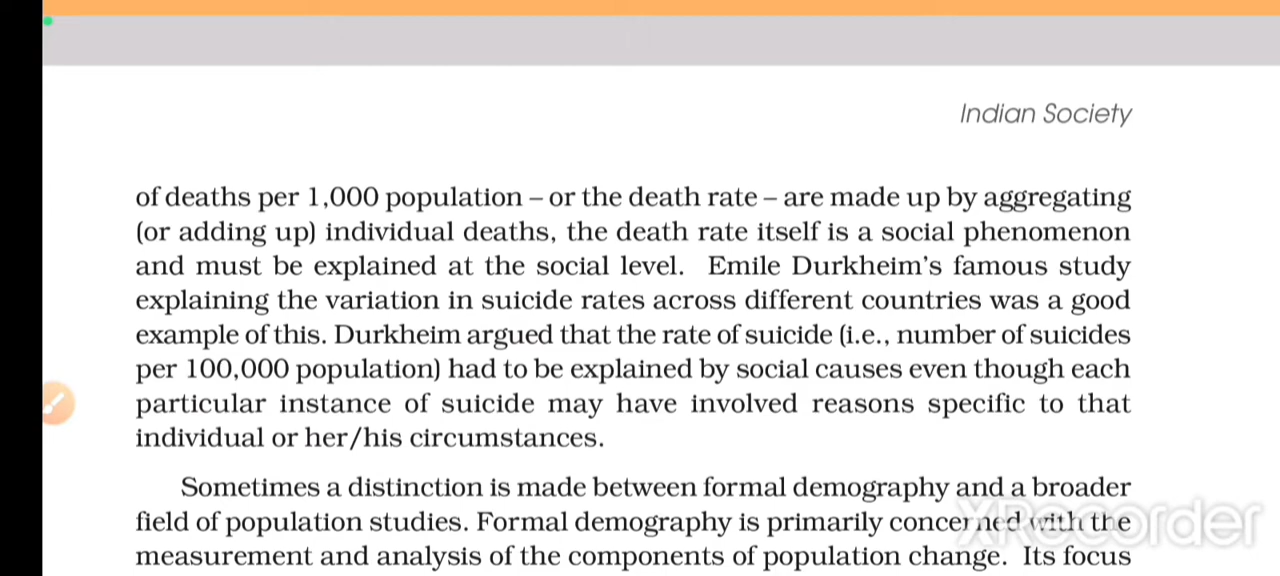 Indian Society
of deaths per 1,000 population – or the death rate – are made up by aggregating
(or adding up) individual deaths, the death rate itself is a social phenomenon
and must be explained at the social level. Emile Durkheim's famous study
explaining the variation in suicide rates across different countries was a good
example of this. Durkheim argued that the rate of suicide (i.e., number of suicides
per 100,000 population) had to be explained by social causes even though each
particular instance of suicide may have involved reasons specific to that
individual or her/his circumstances.
Sometimes a distinction is made between formal demography and a broader
field of population studies. Formal demography is primarily concerned with the
measurement and analysis of the components of population change. Its focus
XRecorder